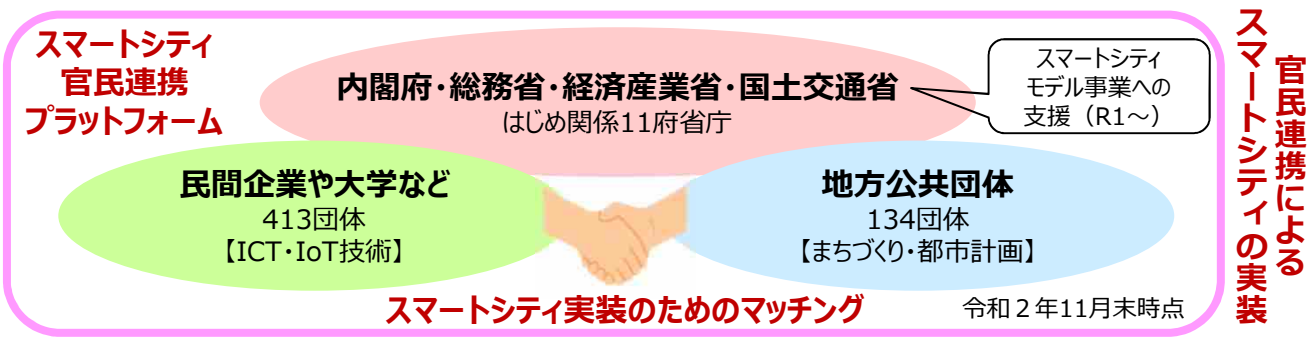 スマートシティ
官民連携
プラットフォーム
内閣府・総務省・経済産業省・国土交通省
はじめ関係11府省庁
スマートシティ
モデル事業への
支援（R1～）
民間企業や大学など
413団体
【ICT・IoT技術】
地方公共団体
134団体
【まちづくり・都市計画】
スマートシティ実装のためのマッチング
令和２年11月末時点
官民連携による
スマートシティの実装